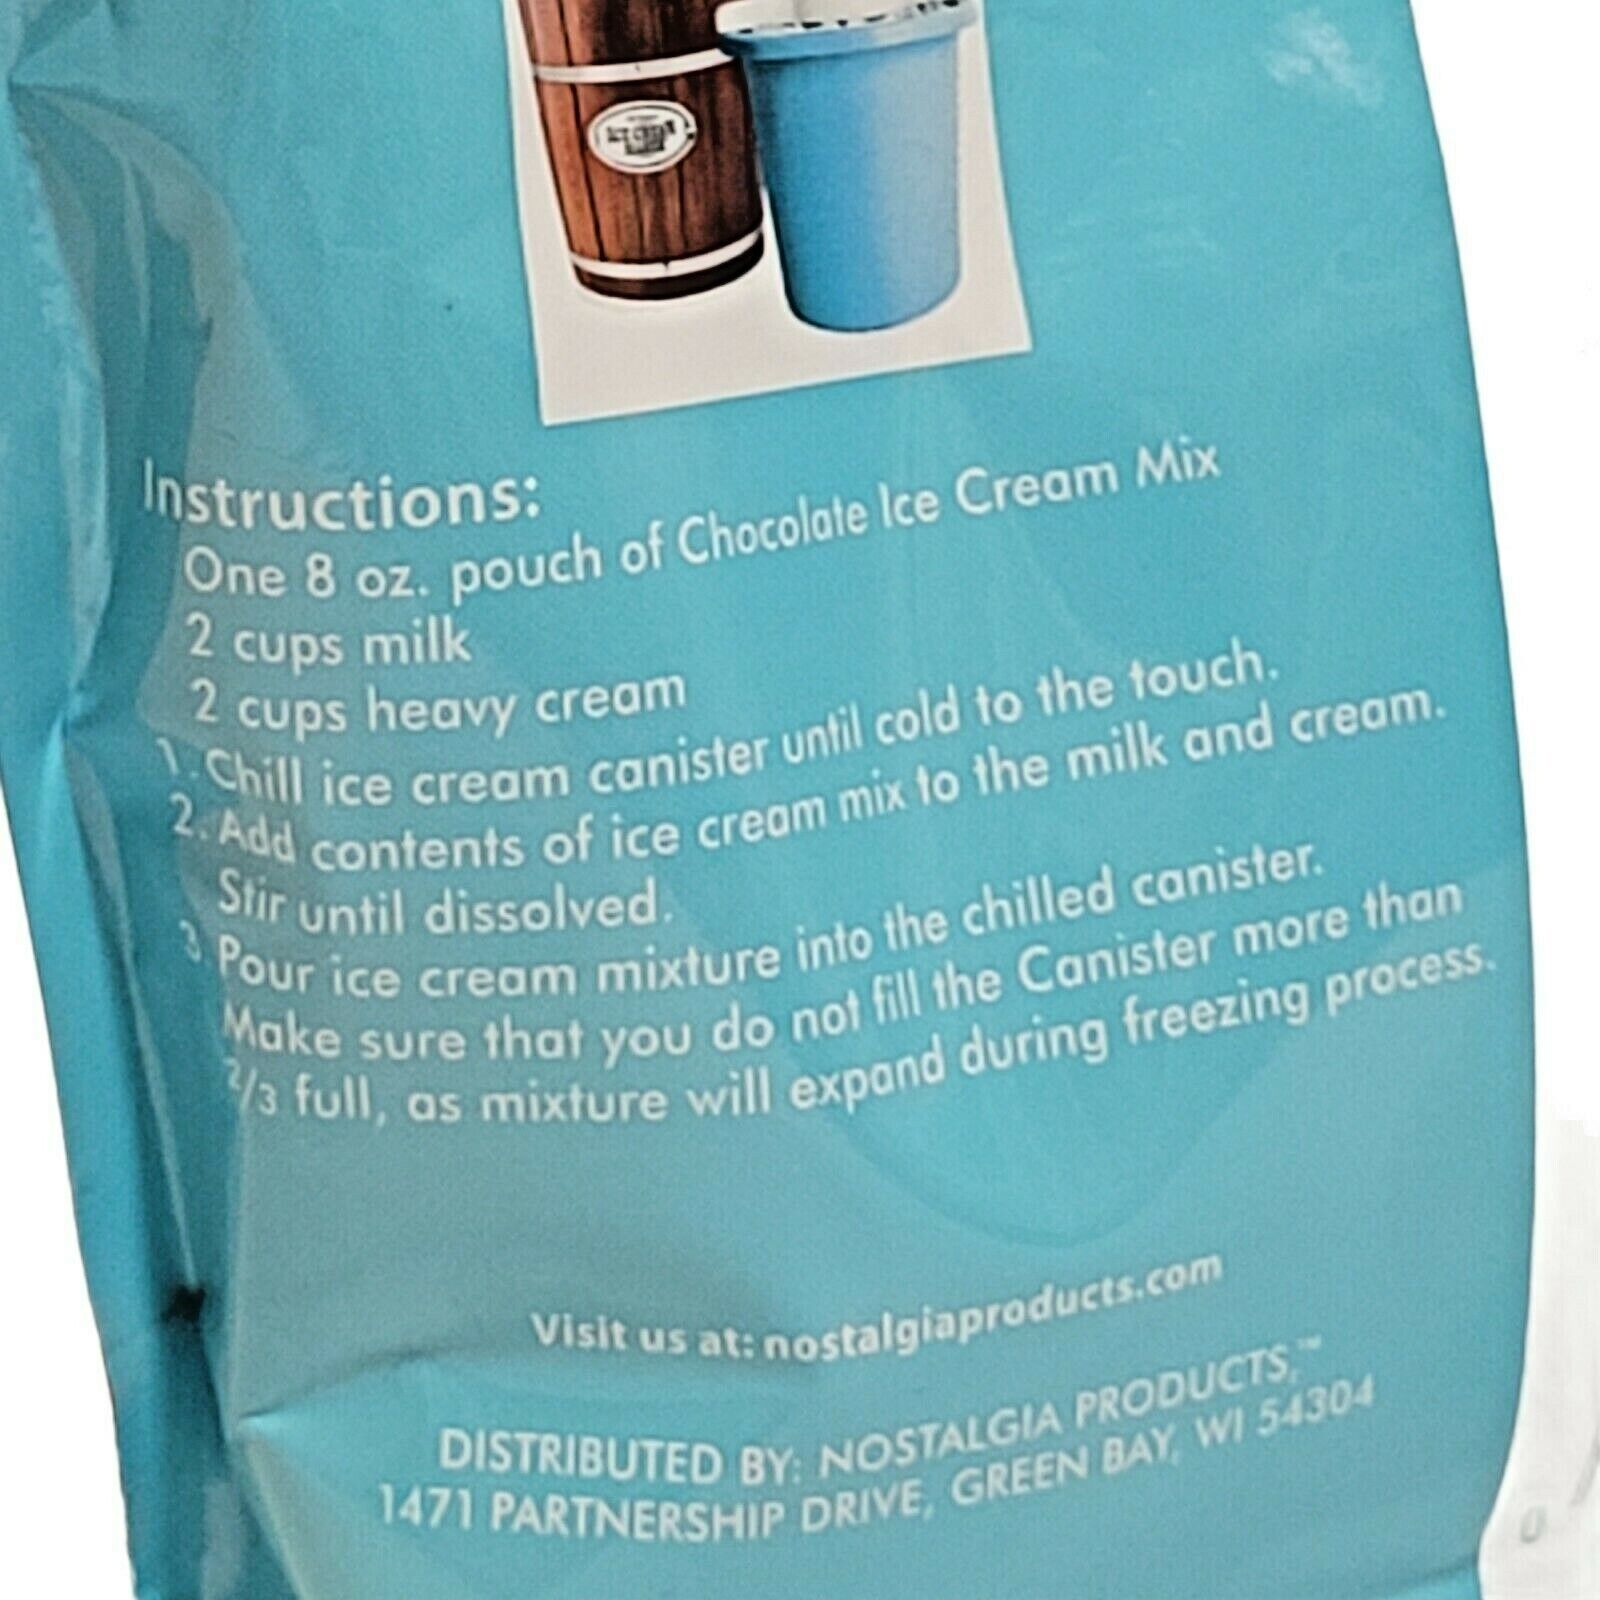 ICE CREAM
Instructions:
One 8 oz. pouch of Chocolate Ice Cream Mix
2 cups milk
2 cups heavy cream
1. Chill ice cream canister until cold to the touch.
2. Add contents of ice cream mix to the milk and cream.
Stir until dissolved.
3. Pour ice cream mixture into the chilled canister.
Make sure that you do not fill the Canister more than
2/3 full, as mixture will expand during freezing process.
Visit us at: nostalgiaproducts.com
DISTRIBUTED BY: NOSTALGIA PRODUCTS,™
1471 PARTNERSHIP DRIVE, GREEN BAY, WI 54304